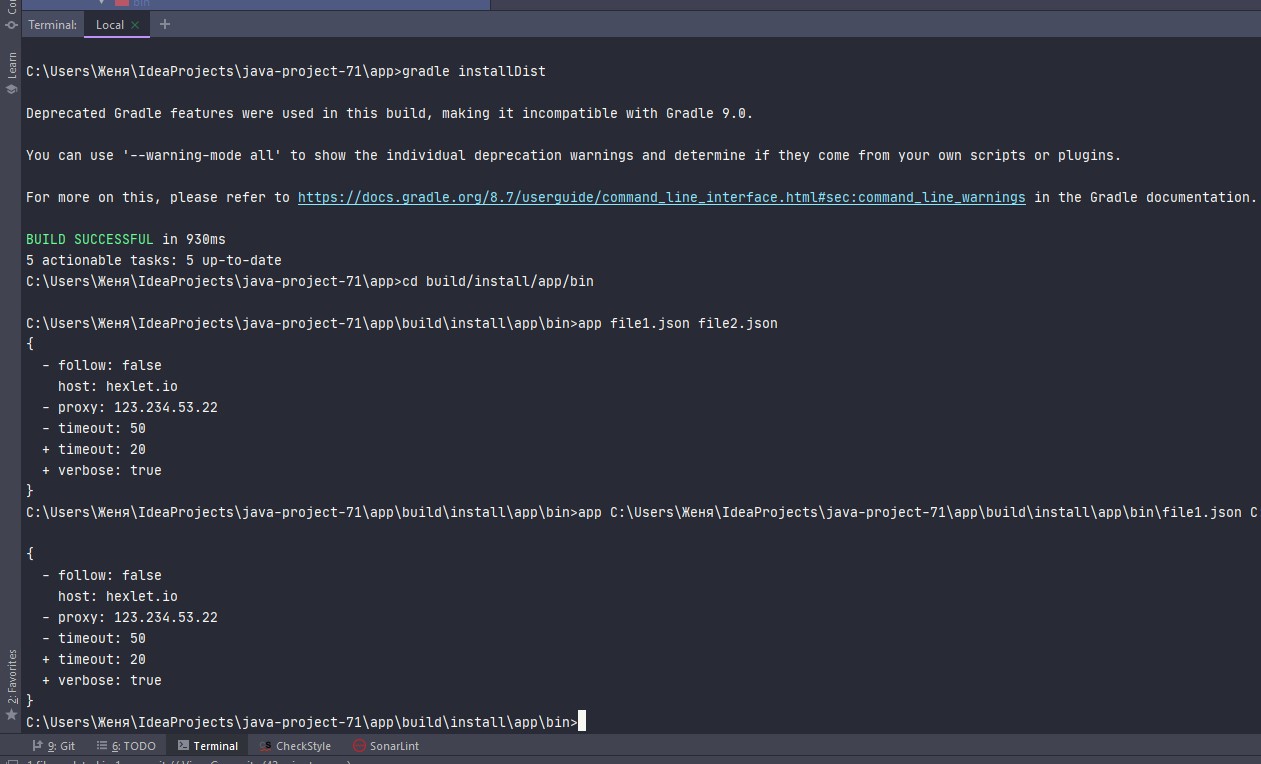 bin
Terminal:
Local
Learn
C:\Users\Женя\IdeaProjects\java-project-71\app>gradle installDist
Deprecated Gradle features were used in this build, making it incompatible with Gradle 9.0.
You can use '--warning-mode all' to show the individual deprecation warnings and determine if they come from your own scripts or plugins.
For more on this, please refer to https://docs.gradle.org/8.7/userguide/command_line_interface.html#sec:command_line_warnings in the Gradle documentation.
BUILD SUCCESSFUL in 930ms
5 actionable tasks: 5 up-to-date
C:\Users\Женя\IdeaProjects\java-project-71\app>cd build/install/app/bin
C:\Users\Женя\IdeaProjects\java-project-71\app\build\install\app\bin>app file1.json file2.json
{
  - follow: false
    host: hexlet.io
  - proxy: 123.234.53.22
  - timeout: 50
  + timeout: 20
  + verbose: true
}
C:\Users\Женя\IdeaProjects\java-project-71\app\build\install\app\bin>app C:\Users\Женя\IdeaProjects\java-project-71\app\build\install\app\bin\file1.json C
{
  - follow: false
    host: hexlet.io
  - proxy: 123.234.53.22
  - timeout: 50
  + timeout: 20
  + verbose: true
}
C:\Users\Женя\IdeaProjects\java-project-71\app\build\install\app\bin>
2: Favorites
9: Git
6: TODO
Terminal
CheckStyle
SonarLint